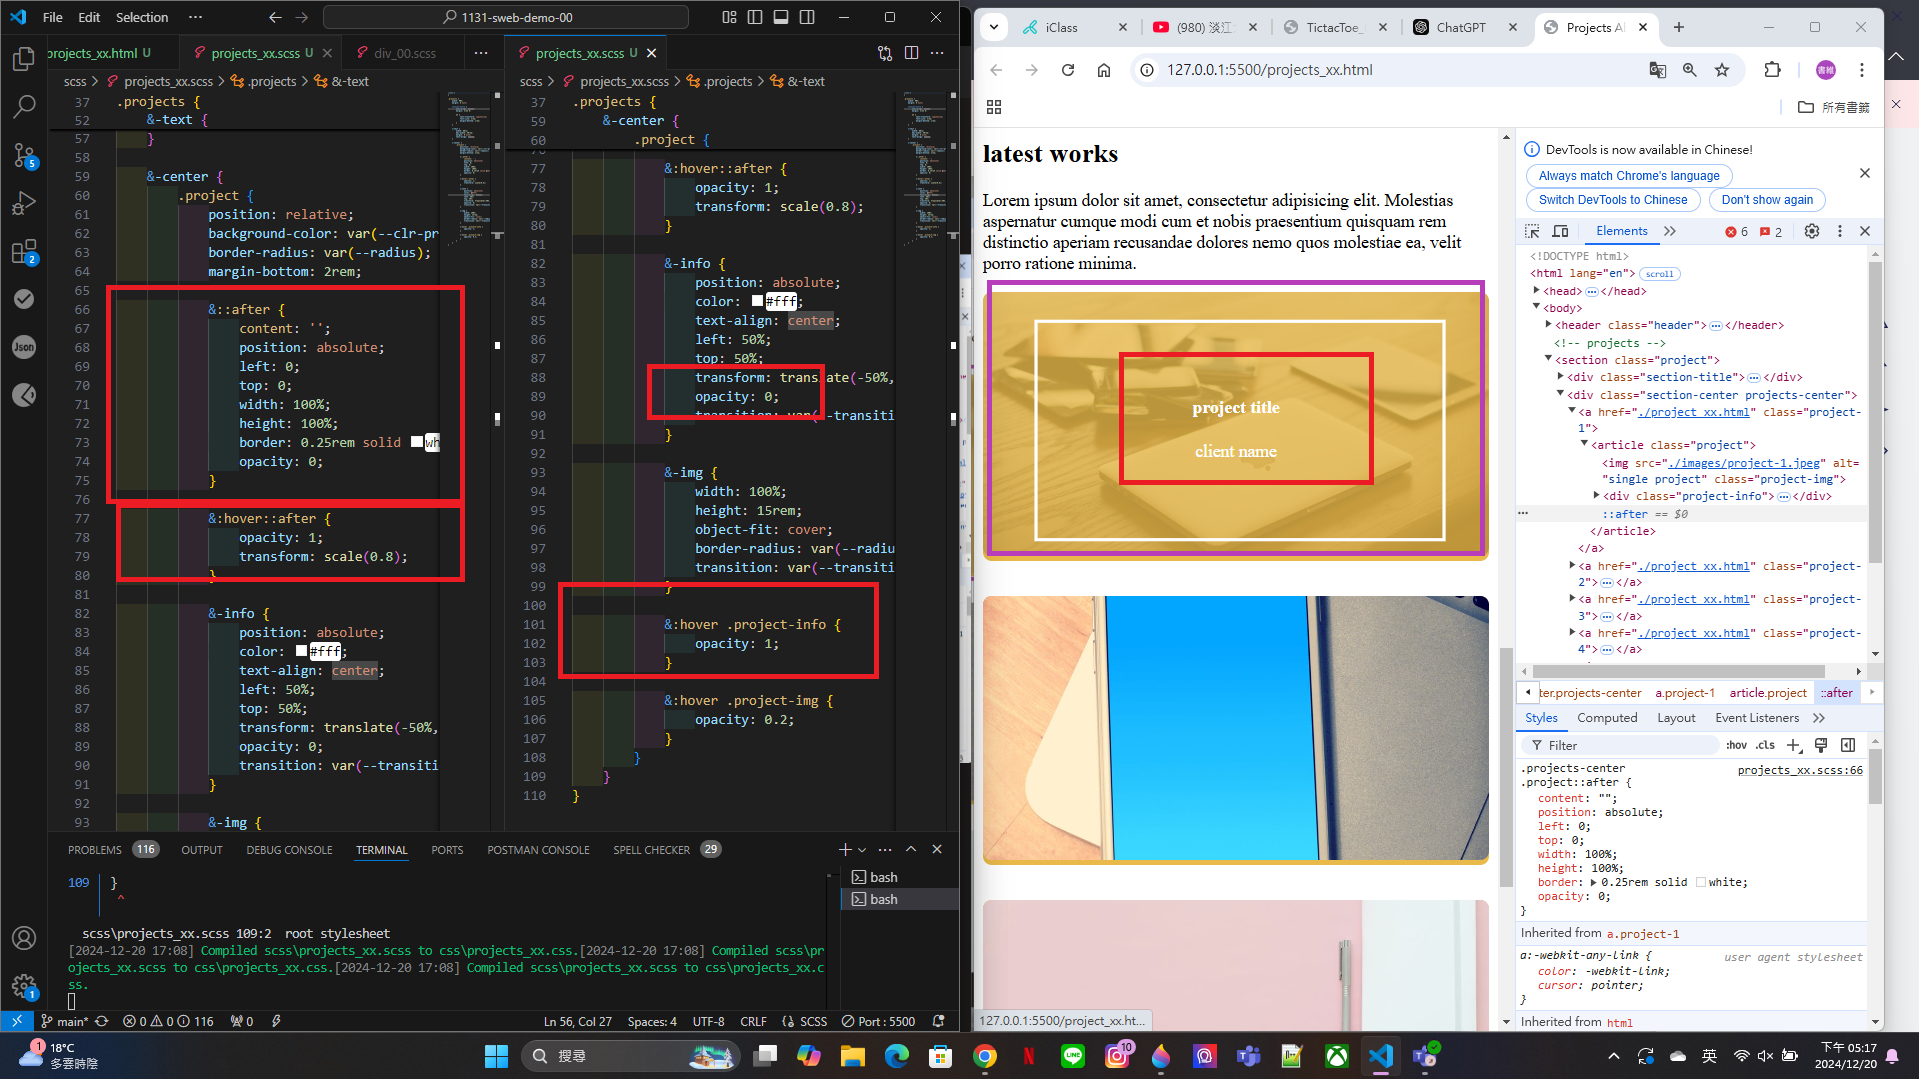 File Edit Selection ··· 1131-sweb-demo-00
projects_xx.html U projects_xx.scss U div_00.scss ···
scss > projects_xx.scss > .projects > &-text
37 .projects {
52 &-text {
57 }
58
59 &-center {
60 .project {
61 position: relative;
62 background-color: var(--clr-pr
63 border-radius: var(--radius);
64 margin-bottom: 2rem;
65
66 &::after {
67 content: '';
68 position: absolute;
69 left: 0;
70 top: 0;
71 width: 100%;
72 height: 100%;
73 border: 0.25rem solid wh
74 opacity: 0;
75 }
76
77 &:hover::after {
78 opacity: 1;
79 transform: scale(0.8);
80 }
81
82 &-info {
83 position: absolute;
84 color: #fff;
85 text-align: center;
86 left: 50%;
87 top: 50%;
88 transform: translate(-50%,
89 opacity: 0;
90 transition: var(--transiti
91 }
92
93 &-img {
projects_xx.scss U
scss > projects_xx.scss > .projects > &-text
37 .projects {
59 &-center {
60 .project {
77 &:hover::after {
78 opacity: 1;
79 transform: scale(0.8);
80 }
81
82 &-info {
83 position: absolute;
84 color: #fff;
85 text-align: center;
86 left: 50%;
87 top: 50%;
88 transform: translate(-50%,
89 opacity: 0;
90 transition: var(--transiti
91 }
92
93 &-img {
94 width: 100%;
95 height: 15rem;
96 object-fit: cover;
97 border-radius: var(--radiu
98 transition: var(--transiti
99 }
100
101 &:hover .project-info {
102 opacity: 1;
103 }
104
105 &:hover .project-img {
106 opacity: 0.2;
107 }
108 }
109 }
110 }
PROBLEMS 116 OUTPUT DEBUG CONSOLE TERMINAL PORTS POSTMAN CONSOLE SPELL CHECKER 29
109 }
^
scss\projects_xx.scss 109:2 root stylesheet
[2024-12-20 17:08] Compiled scss\projects_xx.scss to css\projects_xx.css.[2024-12-20 17:08] Compiled scss\pr
ojects_xx.scss to css\projects_xx.css.[2024-12-20 17:08] Compiled scss\projects_xx.scss to css\projects_xx.c
ss.
bash
bash
5
2
Json
1
main* 0 0 116 0 Ln 56, Col 27 Spaces: 4 UTF-8 CRLF SCSS Port : 5500
iClass (980) 淡江 TictacToe_ ChatGPT Projects Al
127.0.0.1:5500/projects_xx.html 書維
所有書籤
latest works
Lorem ipsum dolor sit amet, consectetur adipisicing elit. Molestias
aspernatur cumque modi cum et nobis praesentium quisquam rem
distinctio aperiam recusandae dolores nemo quos molestiae ea, velit
porro ratione minima.
project title
client name
127.0.0.1:5500/project_xx.ht...
DevTools is now available in Chinese!
Always match Chrome's language
Switch DevTools to Chinese Don't show again
Elements 6 2
<!DOCTYPE html>
<html lang="en"> scroll
<head> ··· </head>
<body>
<header class="header"> ··· </header>
<!-- projects -->
<section class="project">
<div class="section-title"> ··· </div>
<div class="section-center projects-center">
<a href="./project_xx.html" class="project-
1">
<article class="project">
<img src="./images/project-1.jpeg" alt=
"single project" class="project-img">
<div class="project-info"> ··· </div>
::after == $0
</article>
</a>
<a href="./project_xx.html" class="project-
2"> ··· </a>
<a href="./project_xx.html" class="project-
3"> ··· </a>
<a href="./project_xx.html" class="project-
4"> ··· </a>
ter.projects-center a.project-1 article.project ::after
Styles Computed Layout Event Listeners
Filter :hov .cls
.projects-center projects_xx.scss:66
.project::after {
content: "";
position: absolute;
left: 0;
top: 0;
width: 100%;
height: 100%;
border: 0.25rem solid white;
opacity: 0;
}
Inherited from a.project-1
a:-webkit-any-link { user agent stylesheet
color: -webkit-link;
cursor: pointer;
}
Inherited from html
1 18°C
多雲時陰
搜尋
10
英
下午 05:17
2024/12/20